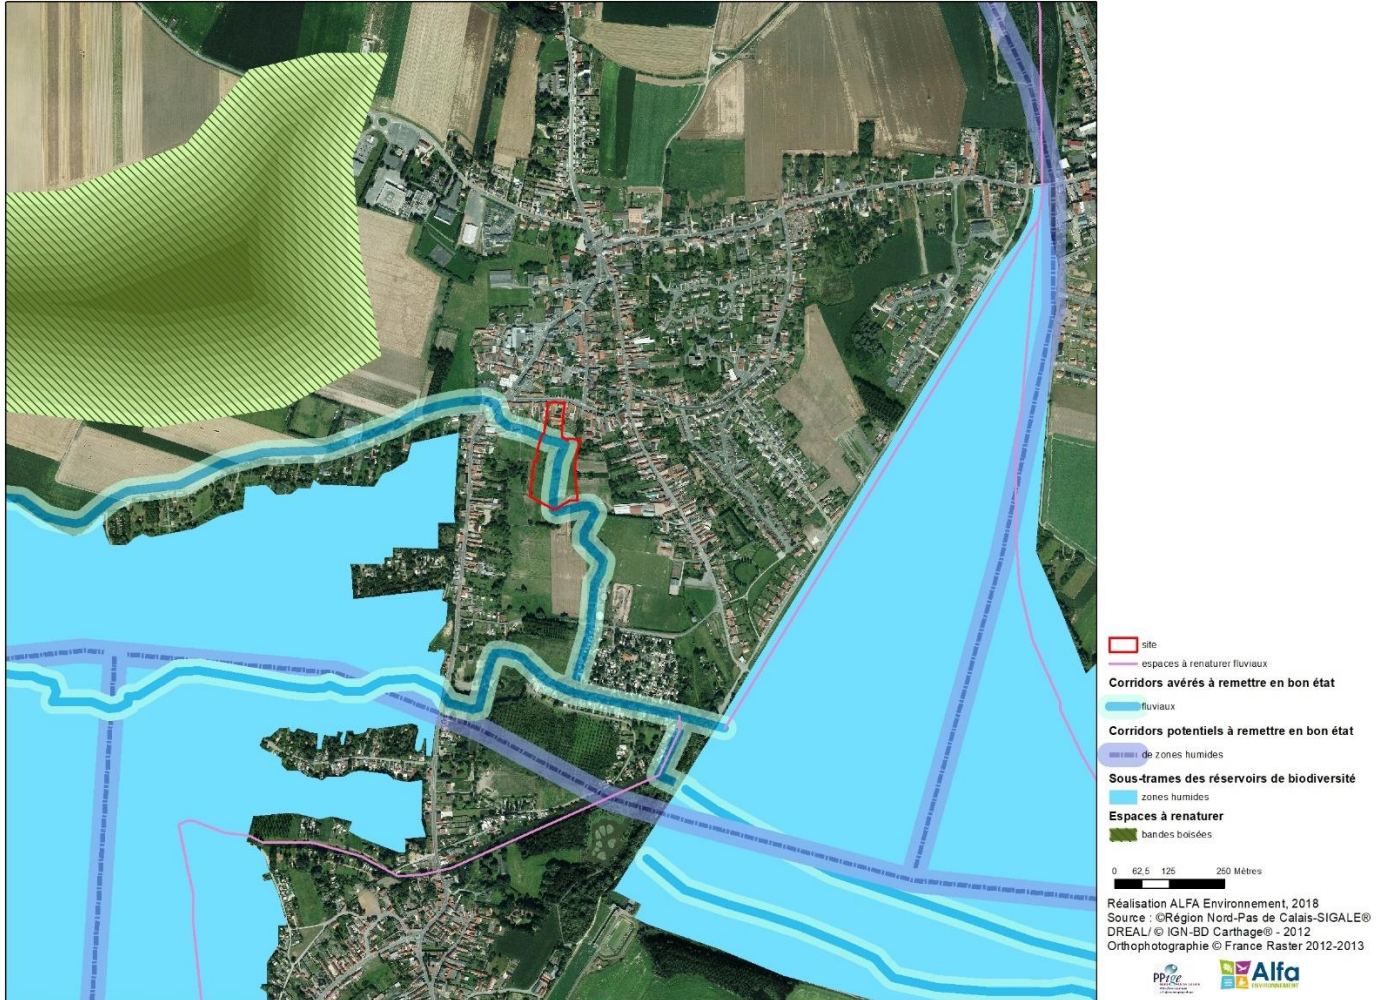 site
espaces à renaturer fluviaux
Corridors avérés à remettre en bon état
fluviaux
Corridors potentiels à remettre en bon état
de zones humides
Sous-trames des réservoirs de biodiversité
zones humides
Espaces à renaturer
bandes boisées
0 62,5 125 250 Mètres
Réalisation ALFA Environnement, 2018
Source : ©Région Nord-Pas de Calais-SIGALE®
DREAL/ © IGN-BD Carthage® - 2012
Orthophotographie © France Raster 2012-2013
PPige
Alfa
ENVIRONNEMENT